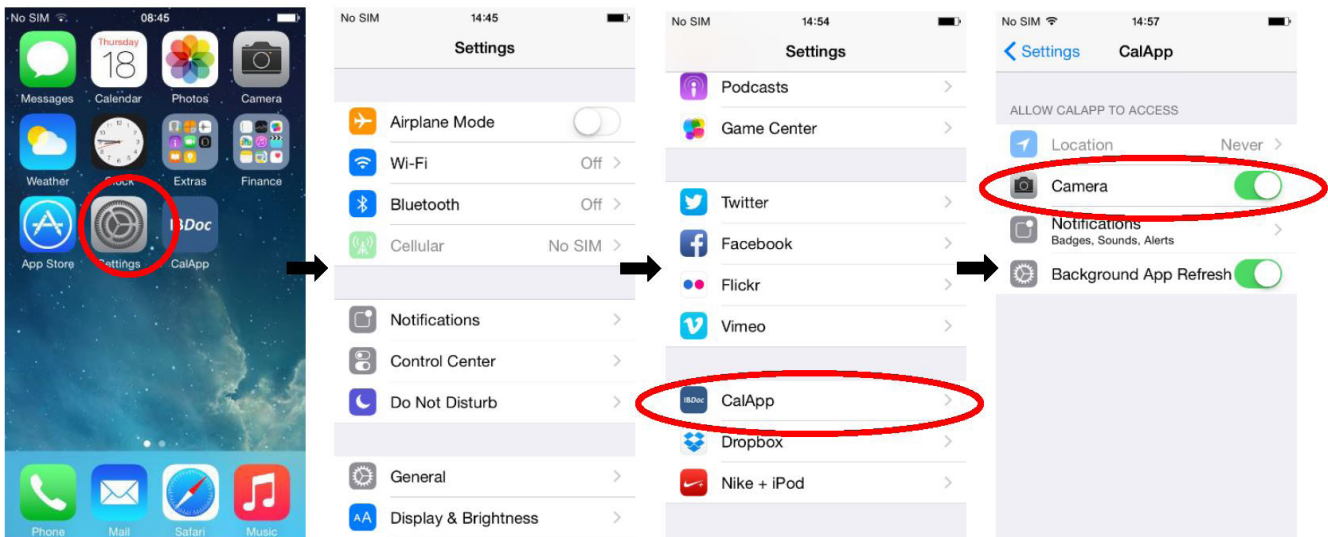 No SIM 08:45
Thursday
18
Messages Calendar Photos Camera
Weather Clock Extras Finance
IBDoc
App Store Settings CalApp
Phone Mail Safari Music
No SIM 14:45
Settings
Airplane Mode
Wi-Fi Off
Bluetooth Off
Cellular No SIM
Notifications
Control Center
Do Not Disturb
General
AA Display & Brightness
No SIM 14:54
Settings
Podcasts
Game Center
Twitter
Facebook
Flickr
Vimeo
IBDoc CalApp
Dropbox
Nike + iPod
No SIM 14:57
Settings CalApp
ALLOW CALAPP TO ACCESS
Location Never
Camera
Notifications
Badges, Sounds, Alerts
Background App Refresh